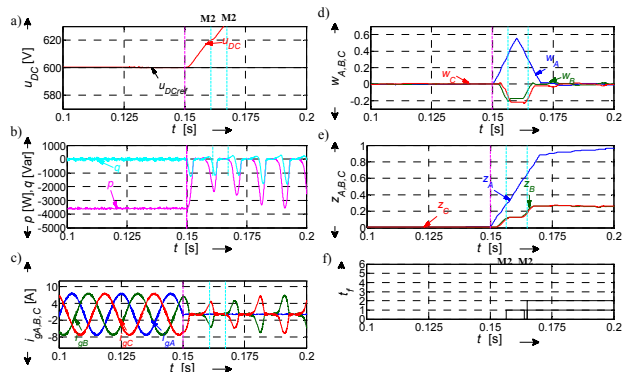 a)
M2 M2
620
600
580
u_DC [V]
u_DC
u_DCref
0.1 0.125 0.15 0.175 0.2
t [s]
b)
1000
0
-1000
-2000
-3000
-4000
-5000
p [W], q [Var]
q
p
0.1 0.125 0.15 0.175 0.2
t [s]
c)
8
4
0
-8
i_gA,B,C [A]
i_gB i_gC i_gA
0.1 0.125 0.15 0.175 0.2
t [s]
d)
0.6
0.4
0.2
0
-0.2
w_A,B,C
w_A
w_C
w_B
0.1 0.125 0.15 0.175 0.2
t [s]
e)
1
0.8
0.6
0.4
0.2
0
z_A,B,C
z_A
z_B
z_C
0.1 0.125 0.15 0.175 0.2
t [s]
M2 M2
f)
6
5
4
3
2
1
0
t_f
0.1 0.125 0.15 0.175 0.2
t [s]